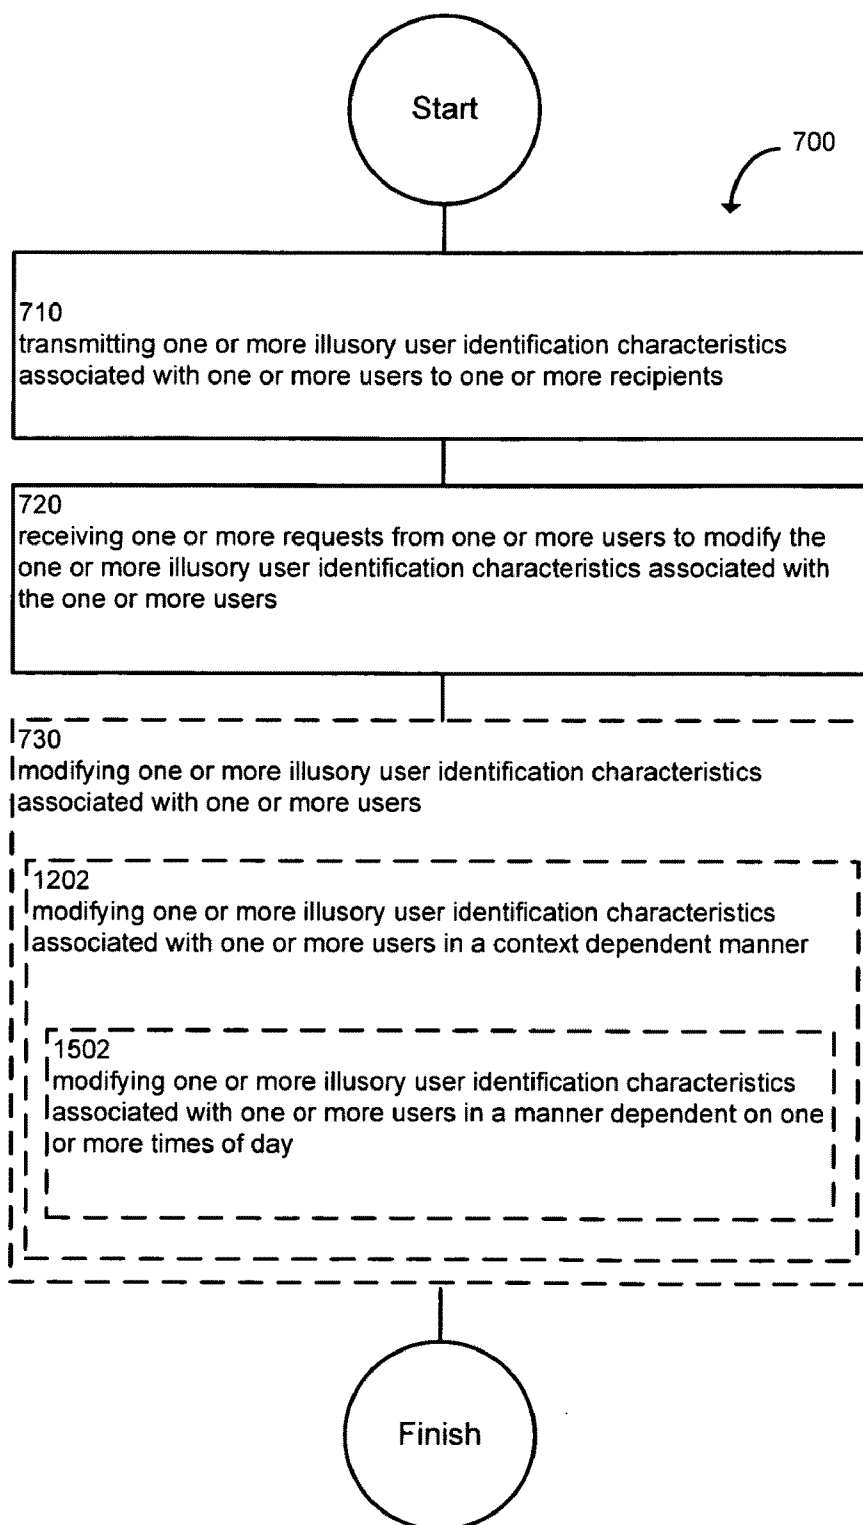 Start
700
710
transmitting one or more illusory user identification characteristics
associated with one or more users to one or more recipients
720
receiving one or more requests from one or more users to modify the
one or more illusory user identification characteristics associated with
the one or more users
730
modifying one or more illusory user identification characteristics
associated with one or more users
1202
modifying one or more illusory user identification characteristics
associated with one or more users in a context dependent manner
1502
modifying one or more illusory user identification characteristics
associated with one or more users in a manner dependent on one
or more times of day
Finish